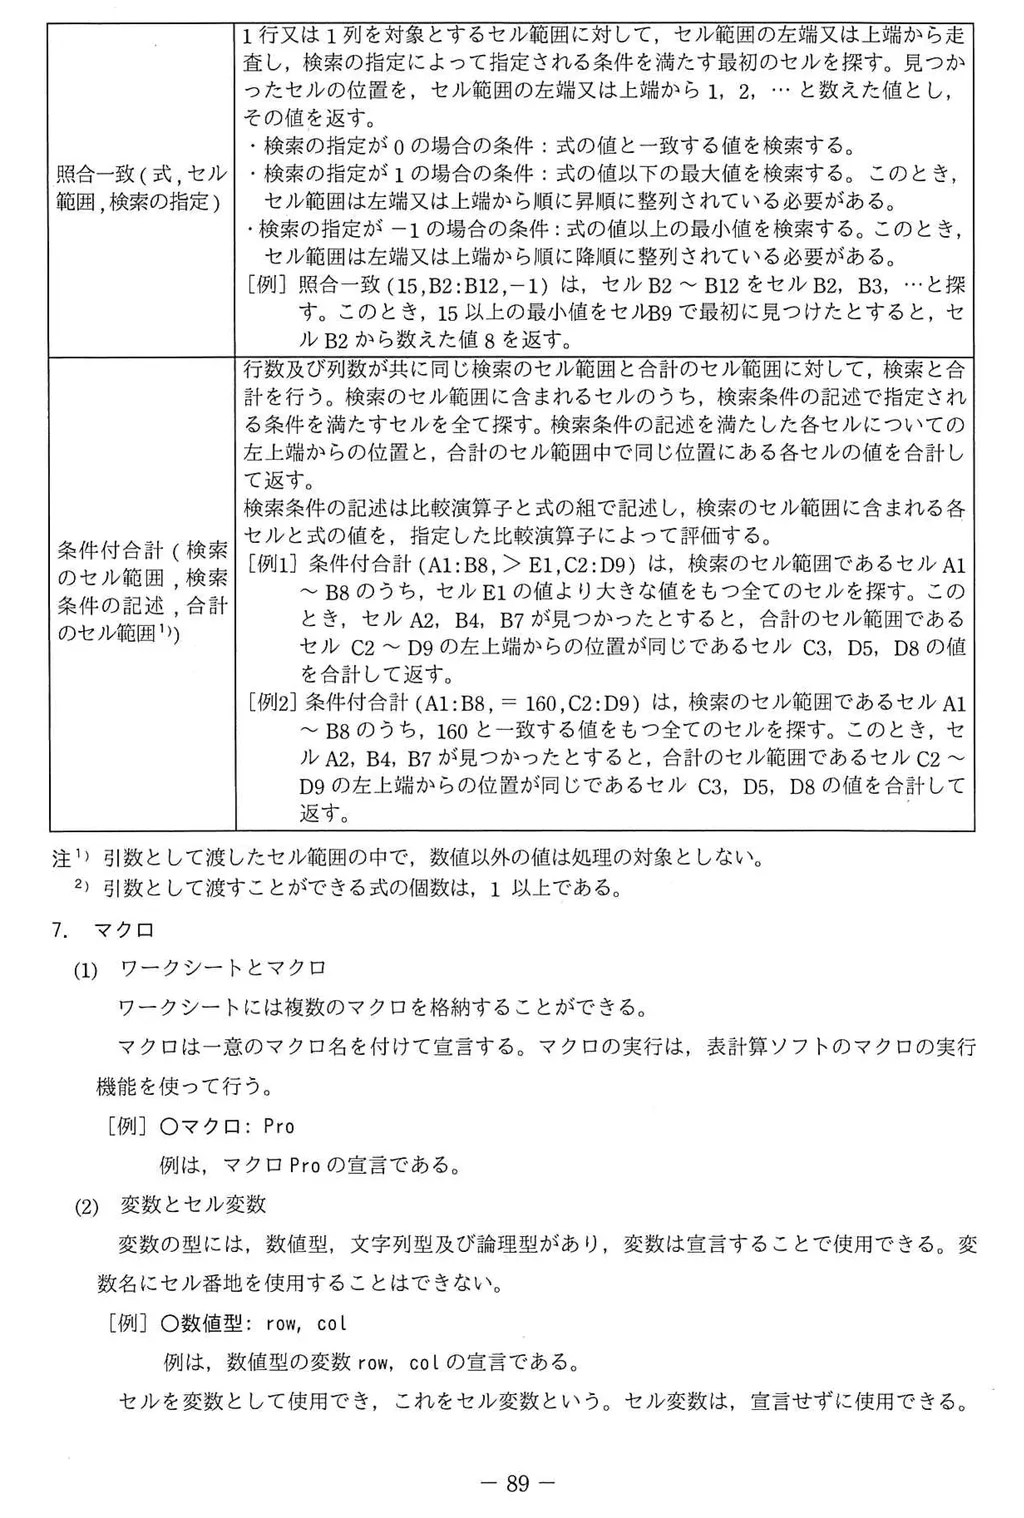 照合一致(式,セル
範囲,検索の指定)
1 行又は 1 列を対象とするセル範囲に対して，セル範囲の左端又は上端から走
査し，検索の指定によって指定される条件を満たす最初のセルを探す。見つか
ったセルの位置を，セル範囲の左端又は上端から 1，2，… と数えた値とし，
その値を返す。
・検索の指定が 0 の場合の条件：式の値と一致する値を検索する。
・検索の指定が 1 の場合の条件：式の値以下の最大値を検索する。このとき，
セル範囲は左端又は上端から順に昇順に整列されている必要がある。
・検索の指定が −1 の場合の条件：式の値以上の最小値を検索する。このとき，
セル範囲は左端又は上端から順に降順に整列されている必要がある。
［例］照合一致(15,B2:B12,−1) は，セル B2 ～ B12 をセル B2，B3，…と探
す。このとき，15 以上の最小値をセルB9 で最初に見つけたとすると，セ
ル B2 から数えた値 8 を返す。
条件付合計(検索
のセル範囲,検索
条件の記述,合計
のセル範囲1))
行数及び列数が共に同じ検索のセル範囲と合計のセル範囲に対して，検索と合
計を行う。検索のセル範囲に含まれるセルのうち，検索条件の記述で指定され
る条件を満たすセルを全て探す。検索条件の記述を満たした各セルについての
左上端からの位置と，合計のセル範囲中で同じ位置にある各セルの値を合計し
て返す。
検索条件の記述は比較演算子と式の組で記述し，検索のセル範囲に含まれる各
セルと式の値を，指定した比較演算子によって評価する。
［例1］条件付合計(A1:B8,＞E1,C2:D9) は，検索のセル範囲であるセル A1
～ B8 のうち，セル E1 の値より大きな値をもつ全てのセルを探す。この
とき，セル A2，B4，B7 が見つかったとすると，合計のセル範囲である
セル C2 ～ D9 の左上端からの位置が同じであるセル C3，D5，D8 の値
を合計して返す。
［例2］条件付合計(A1:B8,＝160,C2:D9) は，検索のセル範囲であるセル A1
～ B8 のうち，160 と一致する値をもつ全てのセルを探す。このとき，セ
ル A2，B4，B7 が見つかったとすると，合計のセル範囲であるセル C2 ～
D9 の左上端からの位置が同じであるセル C3，D5，D8 の値を合計して
返す。
注1) 引数として渡したセル範囲の中で，数値以外の値は処理の対象としない。
2) 引数として渡すことができる式の個数は，1 以上である。
7. マクロ
(1) ワークシートとマクロ
ワークシートには複数のマクロを格納することができる。
マクロは一意のマクロ名を付けて宣言する。マクロの実行は，表計算ソフトのマクロの実行
機能を使って行う。
［例］○マクロ: Pro
例は，マクロ Pro の宣言である。
(2) 変数とセル変数
変数の型には，数値型，文字列型及び論理型があり，変数は宣言することで使用できる。変
数名にセル番地を使用することはできない。
［例］○数値型: row, col
例は，数値型の変数 row, col の宣言である。
セルを変数として使用でき，これをセル変数という。セル変数は，宣言せずに使用できる。
− 89 −